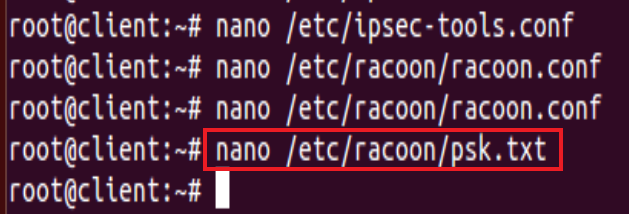 root@client:~# nano /etc/ipsec-tools.conf
root@client:~# nano /etc/racoon/racoon.conf
root@client:~# nano /etc/racoon/racoon.conf
root@client:~# nano /etc/racoon/psk.txt
root@client:~#